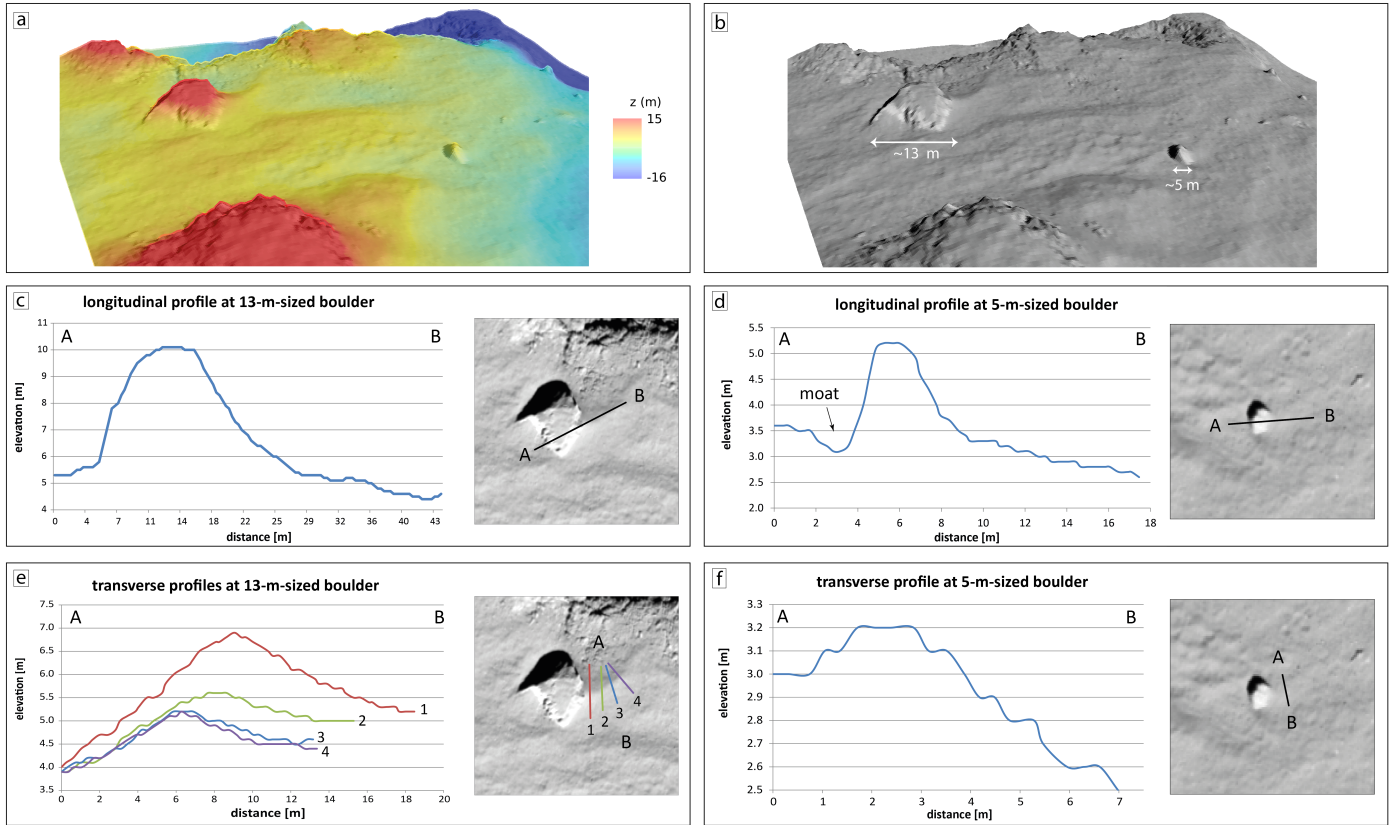 a
z (m)
15
-16
b
~13 m
~5 m
c
longitudinal profile at 13-m-sized boulder
11
10
9
8
7
6
5
4
elevation [m]
A
B
0 4 7 11 14 18 22 25 29 32 36 40 43
distance [m]
A
B
d
longitudinal profile at 5-m-sized boulder
5.5
5.0
4.5
4.0
3.5
3.0
2.5
2.0
elevation [m]
A
B
moat
0 2 4 6 8 10 12 14 16 18
distance [m]
A
B
e
transverse profiles at 13-m-sized boulder
7.5
7.0
6.5
6.0
5.5
5.0
4.5
4.0
3.5
elevation [m]
A
B
1
2
3
4
0 2 4 6 8 10 12 14 16 18 20
distance [m]
A
4
3
2
1
B
f
transverse profile at 5-m-sized boulder
3.3
3.2
3.1
3.0
2.9
2.8
2.7
2.6
2.5
elevation [m]
A
B
0 1 2 3 4 5 6 7
distance [m]
A
B